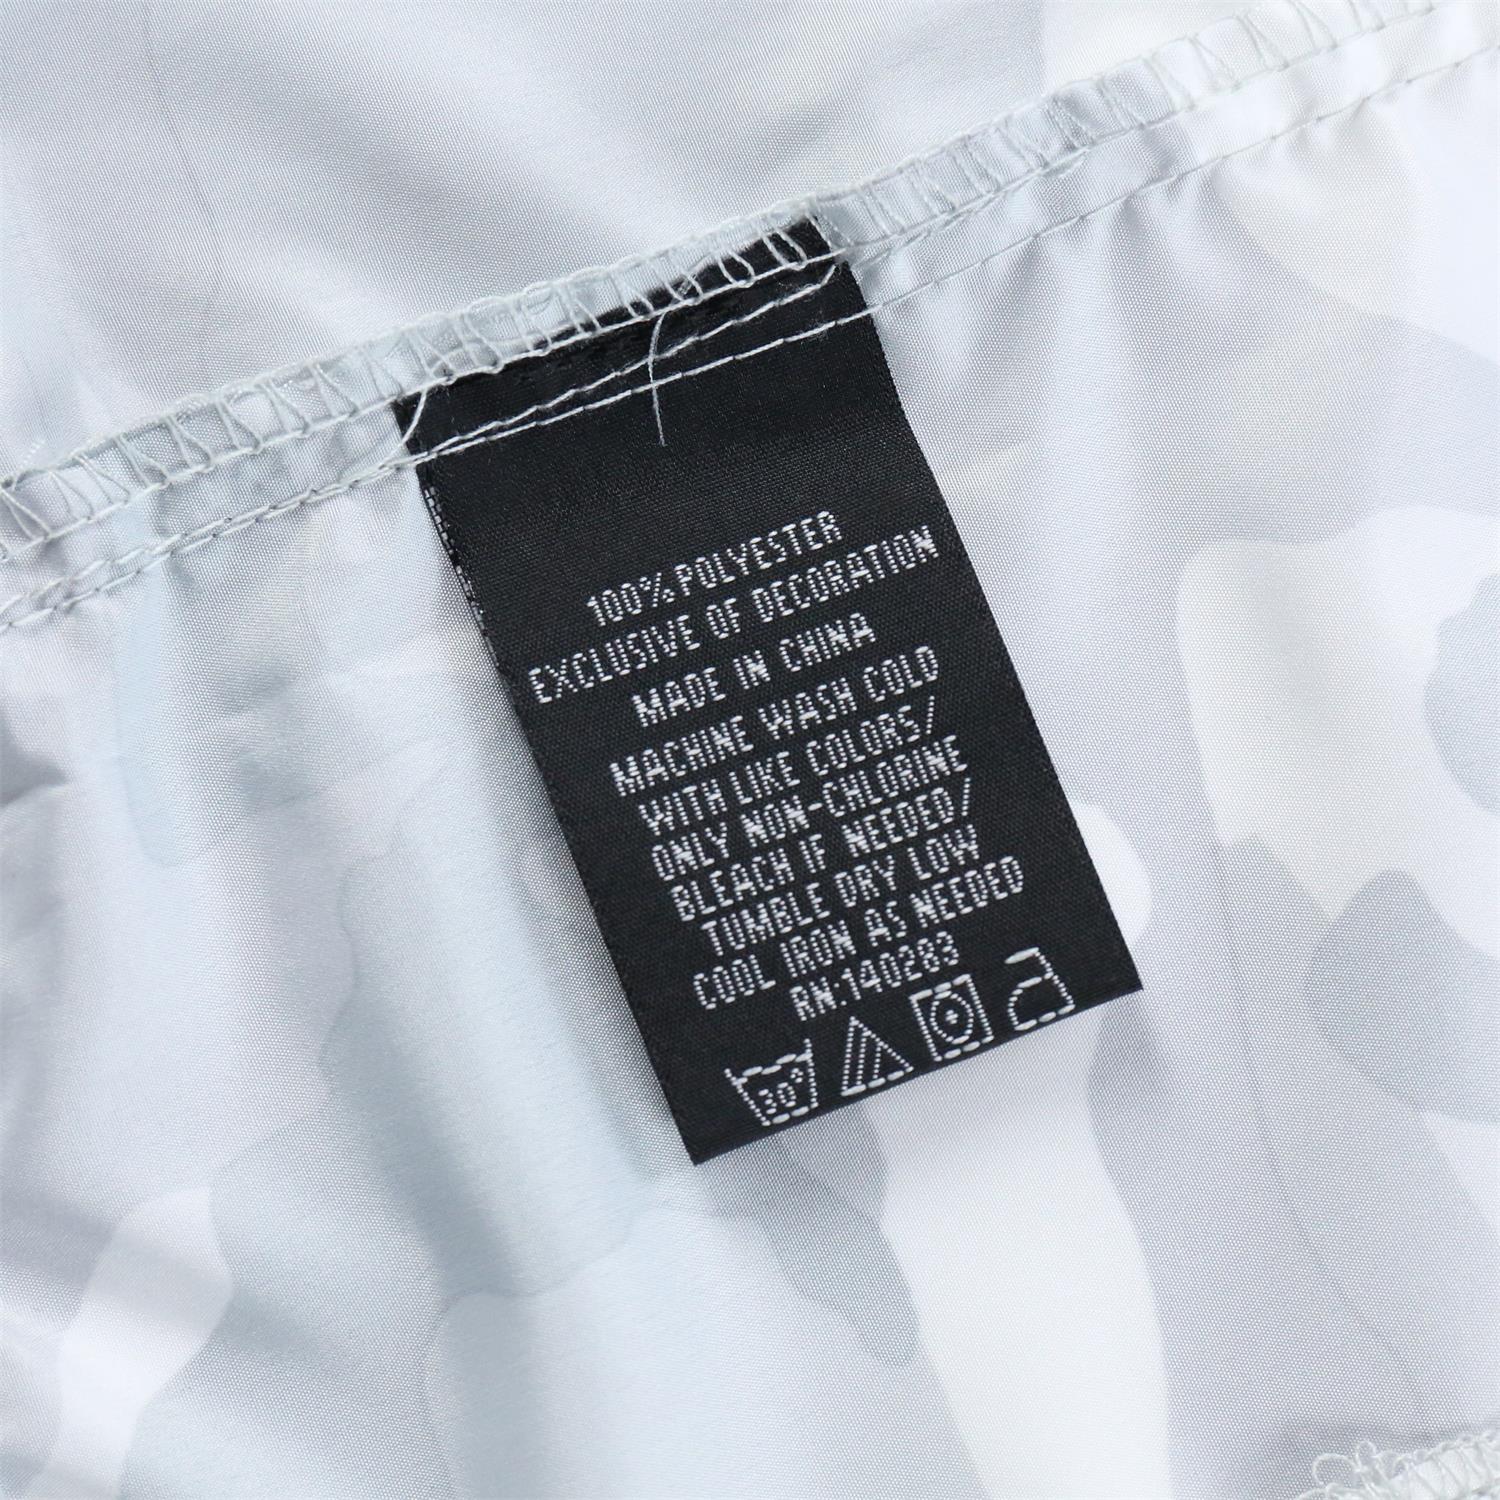 100% POLYESTER
EXCLUSIVE OF DECORATION
MADE IN CHINA
MACHINE WASH COLD
WITH LIKE COLORS/
ONLY NON-CHLORINE
BLEACH IF NEEDED/
TUMBLE DRY LOW
COOL IRON AS NEEDED
RN:140283
30°